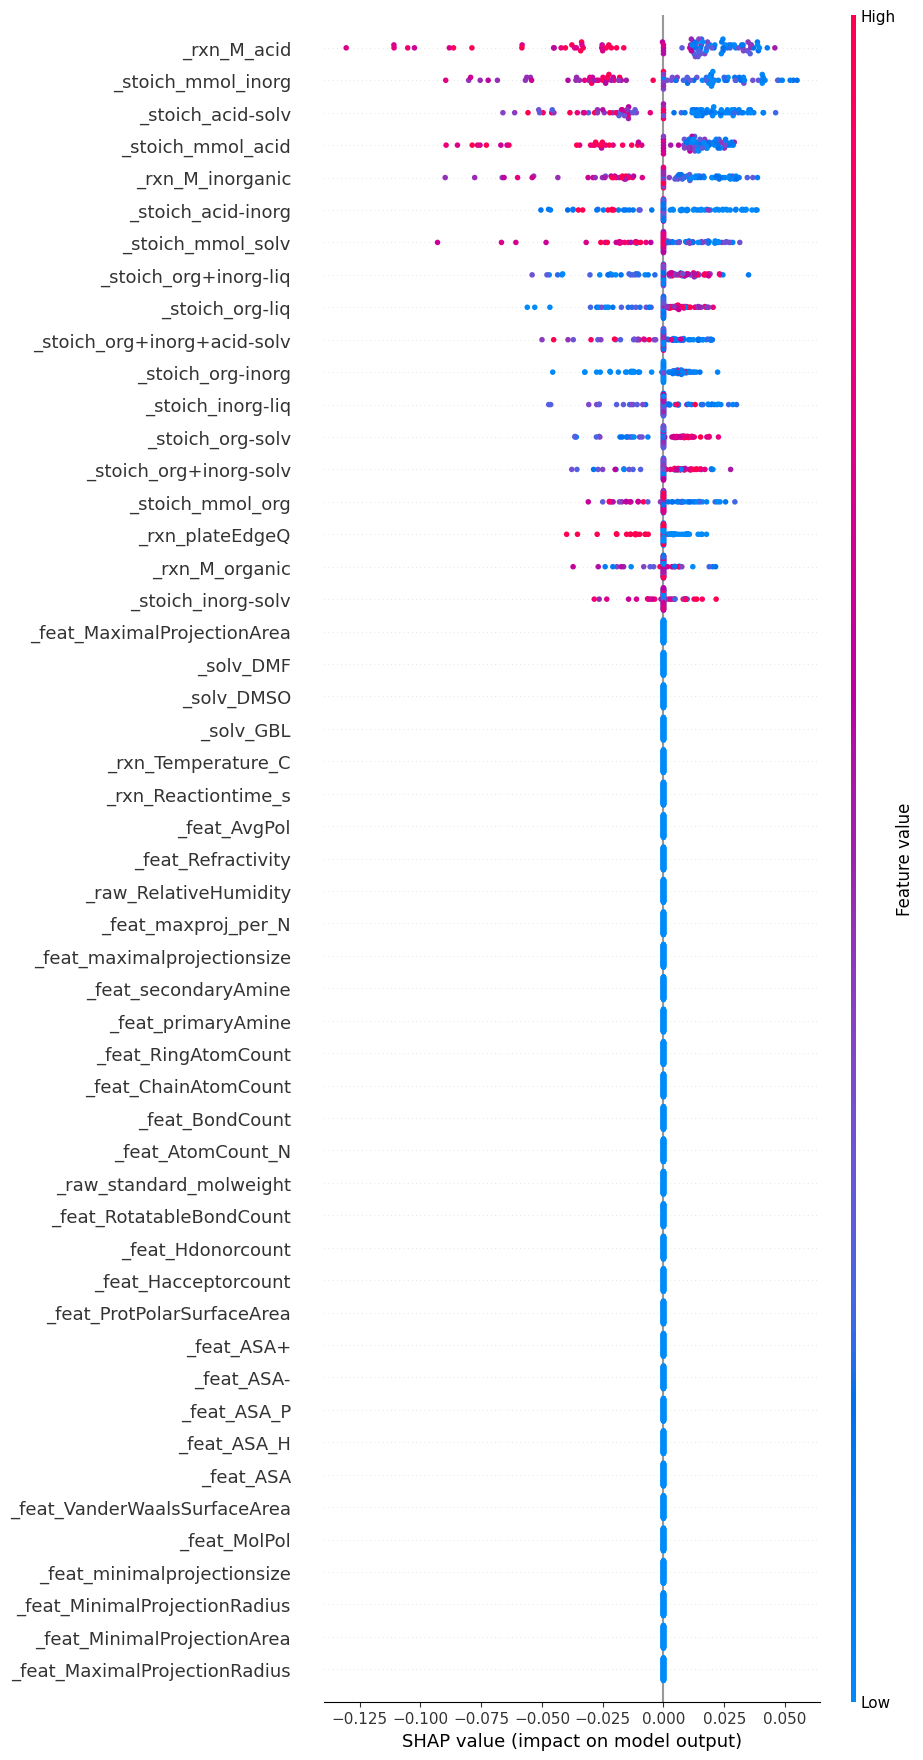 High
_rxn_M_acid
_stoich_mmol_inorg
_stoich_acid-solv
_stoich_mmol_acid
_rxn_M_inorganic
_stoich_acid-inorg
_stoich_mmol_solv
_stoich_org+inorg-liq
_stoich_org-liq
_stoich_org+inorg+acid-solv
_stoich_org-inorg
_stoich_inorg-liq
_stoich_org-solv
_stoich_org+inorg-solv
_stoich_mmol_org
_rxn_plateEdgeQ
_rxn_M_organic
_stoich_inorg-solv
_feat_MaximalProjectionArea
_solv_DMF
_solv_DMSO
_solv_GBL
_rxn_Temperature_C
_rxn_Reactiontime_s
_feat_AvgPol
_feat_Refractivity
_raw_RelativeHumidity
_feat_maxproj_per_N
_feat_maximalprojectionsize
_feat_secondaryAmine
_feat_primaryAmine
_feat_RingAtomCount
_feat_ChainAtomCount
_feat_BondCount
_feat_AtomCount_N
_raw_standard_molweight
_feat_RotatableBondCount
_feat_Hdonorcount
_feat_Hacceptorcount
_feat_ProtPolarSurfaceArea
_feat_ASA+
_feat_ASA-
_feat_ASA_P
_feat_ASA_H
_feat_ASA
_feat_VanderWaalsSurfaceArea
_feat_MolPol
_feat_minimalprojectionsize
_feat_MinimalProjectionRadius
_feat_MinimalProjectionArea
_feat_MaximalProjectionRadius
Feature value
Low
−0.125 −0.100 −0.075 −0.050 −0.025 0.000 0.025 0.050
SHAP value (impact on model output)